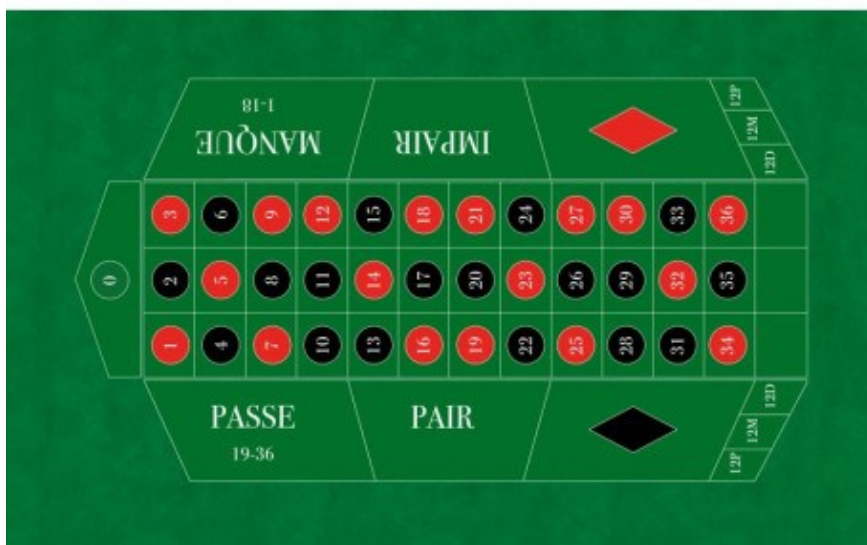 1-18
MANQUE
IMPAIR
12P
12M
12D
3 6 9 12 15 18 21 24 27 30 33 36
0 2 5 8 11 14 17 20 23 26 29 32 35
1 4 7 10 13 16 19 22 25 28 31 34
PASSE
19-36
PAIR
12D
12M
12P